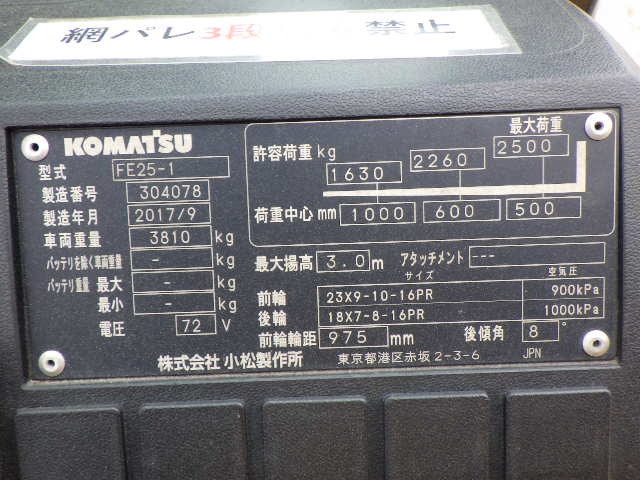 網パレ3段 禁止
KOMATSU
型式 FE25-1
製造番号 304078
製造年月 2017/9
車両重量 3810 kg
バッテリを除く車両重量 - kg
バッテリ重量 最大 - kg
最小 - kg
電圧 72 V
最大荷重
許容荷重 kg 1630 2260 2500
荷重中心 mm 1000 600 500
最大揚高 3.0 m アタッチメント ---
サイズ 空気圧
前輪 23X9-10-16PR 900kPa
後輪 18X7-8-16PR 1000kPa
前輪輪距 975 mm 後傾角 8 °
株式会社 小松製作所 東京都港区赤坂2-3-6 JPN